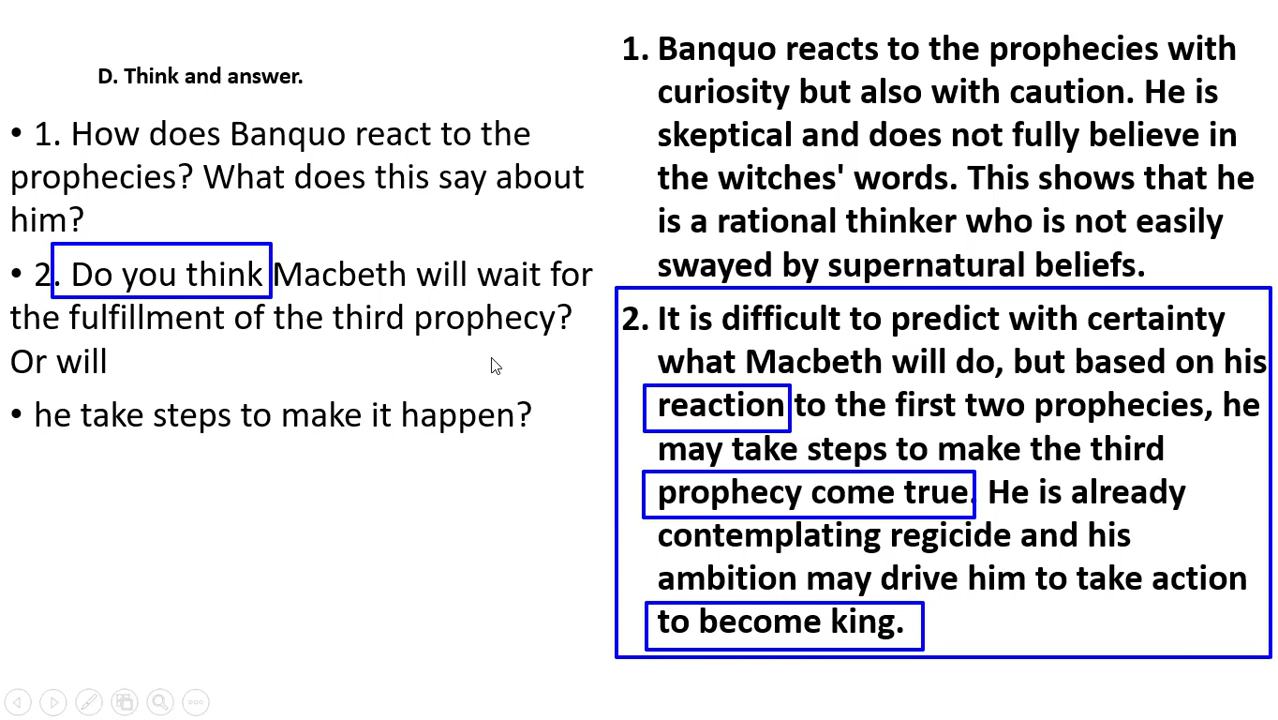 D. Think and answer.
• 1. How does Banquo react to the
prophecies? What does this say about
him?
• 2. Do you think Macbeth will wait for
the fulfillment of the third prophecy?
Or will
• he take steps to make it happen?
1. Banquo reacts to the prophecies with
curiosity but also with caution. He is
skeptical and does not fully believe in
the witches' words. This shows that he
is a rational thinker who is not easily
swayed by supernatural beliefs.
2. It is difficult to predict with certainty
what Macbeth will do, but based on his
reaction to the first two prophecies, he
may take steps to make the third
prophecy come true. He is already
contemplating regicide and his
ambition may drive him to take action
to become king.